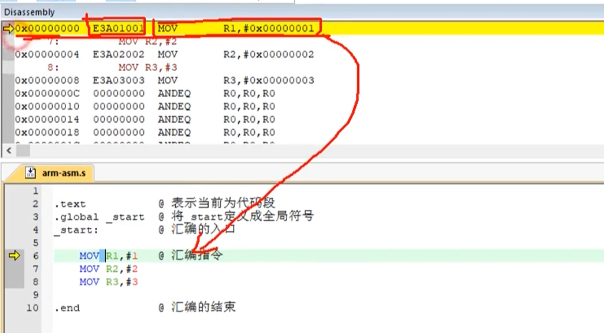 Disassembly
0x00000000 E3A01001 MOV R1,#0x00000001
7: MOV R2,#2
0x00000004 E3A02002 MOV R2,#0x00000002
8: MOV R3,#3
0x00000008 E3A03003 MOV R3,#0x00000003
0x0000000C 00000000 ANDEQ R0,R0,R0
0x00000010 00000000 ANDEQ R0,R0,R0
0x00000014 00000000 ANDEQ R0,R0,R0
0x00000018 00000000 ANDEQ R0,R0,R0
arm-asm.s
1
2 .text @ 表示当前为代码段
3 .global _start @ 将_start定义成全局符号
4 _start: @ 汇编的入口
5
6 MOV R1,#1 @ 汇编指令
7 MOV R2,#2
8 MOV R3,#3
9
10 .end @ 汇编的结束